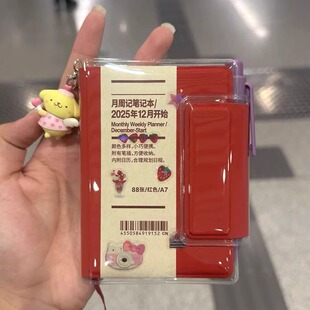 月周记笔记本/
2025年12月开始
Monthly Weekly Planner/
December-Start
颜色多样，小巧便携。
附有笔插，方便收纳。
内附日历，合理规划日程。
88张/红色/A7
4550584919152 CN